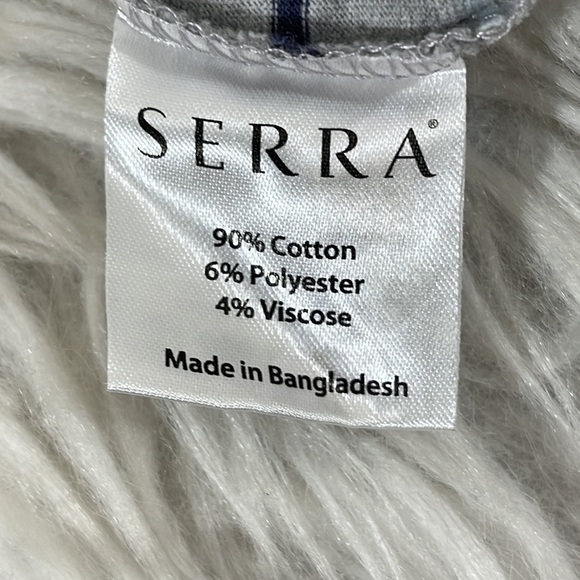 SERRA®
90% Cotton
6% Polyester
4% Viscose
Made in Bangladesh